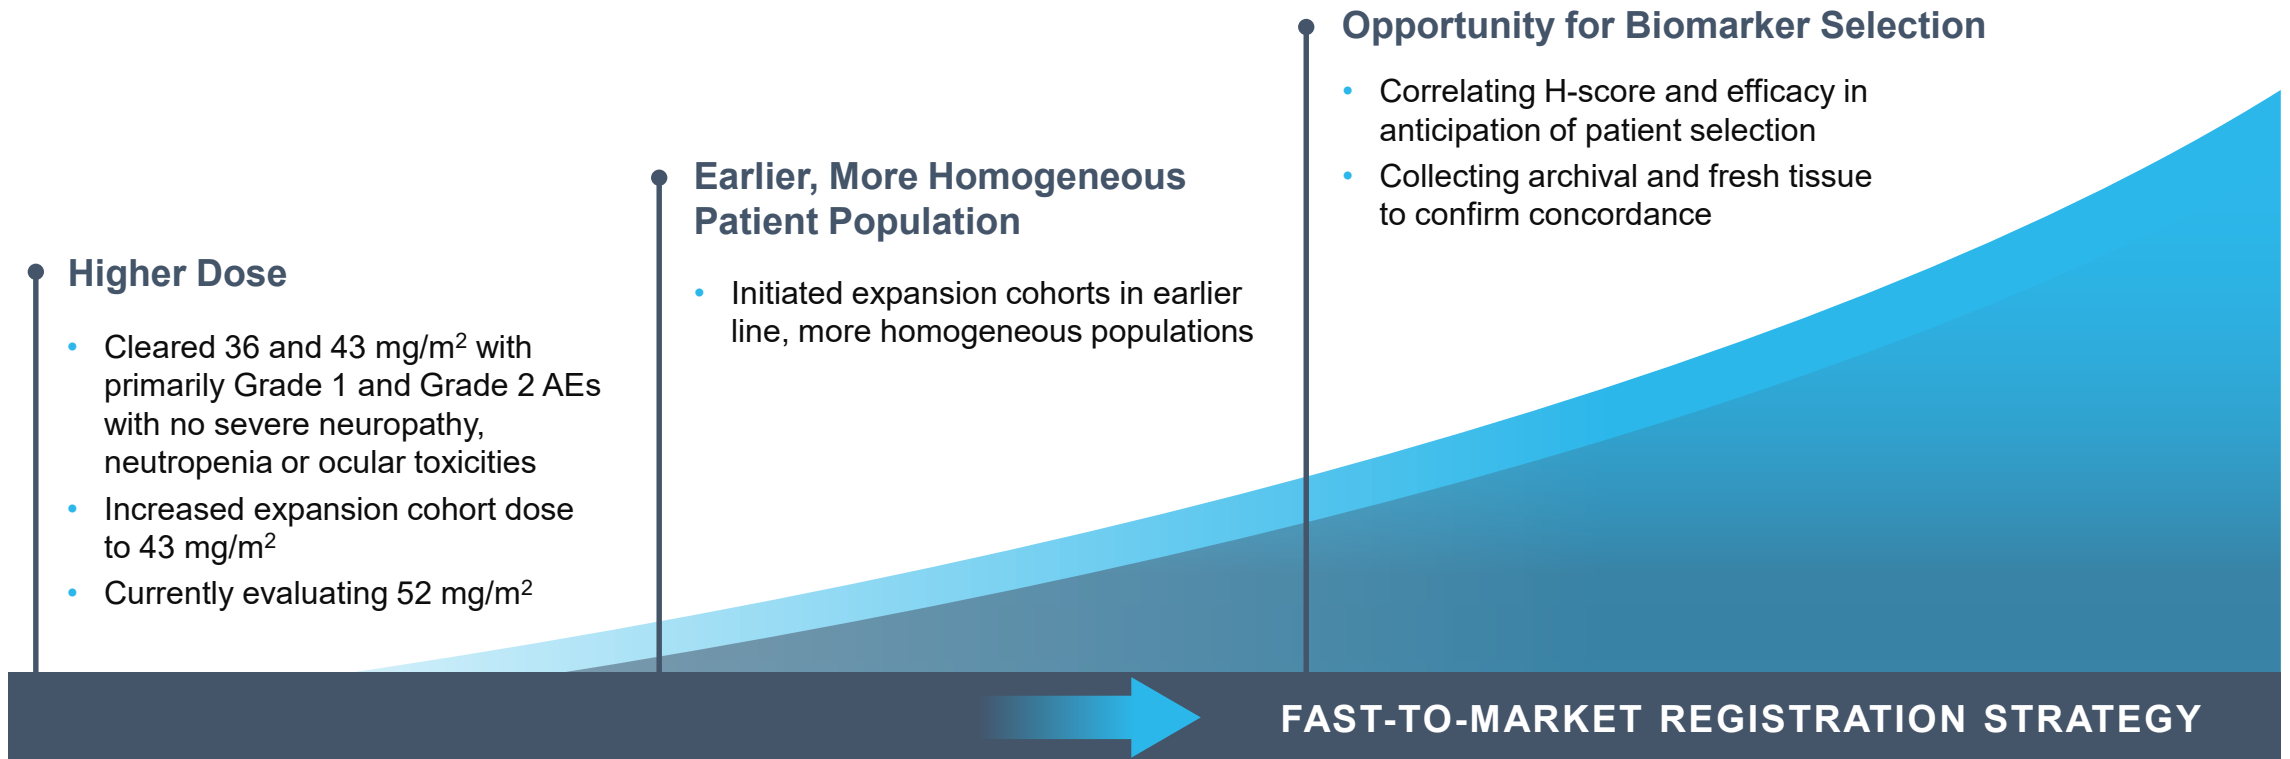 Higher Dose
• Cleared 36 and 43 mg/m² with
primarily Grade 1 and Grade 2 AEs
with no severe neuropathy,
neutropenia or ocular toxicities
• Increased expansion cohort dose
to 43 mg/m²
• Currently evaluating 52 mg/m²
Earlier, More Homogeneous
Patient Population
• Initiated expansion cohorts in earlier
line, more homogeneous populations
Opportunity for Biomarker Selection
• Correlating H-score and efficacy in
anticipation of patient selection
• Collecting archival and fresh tissue
to confirm concordance
FAST-TO-MARKET REGISTRATION STRATEGY